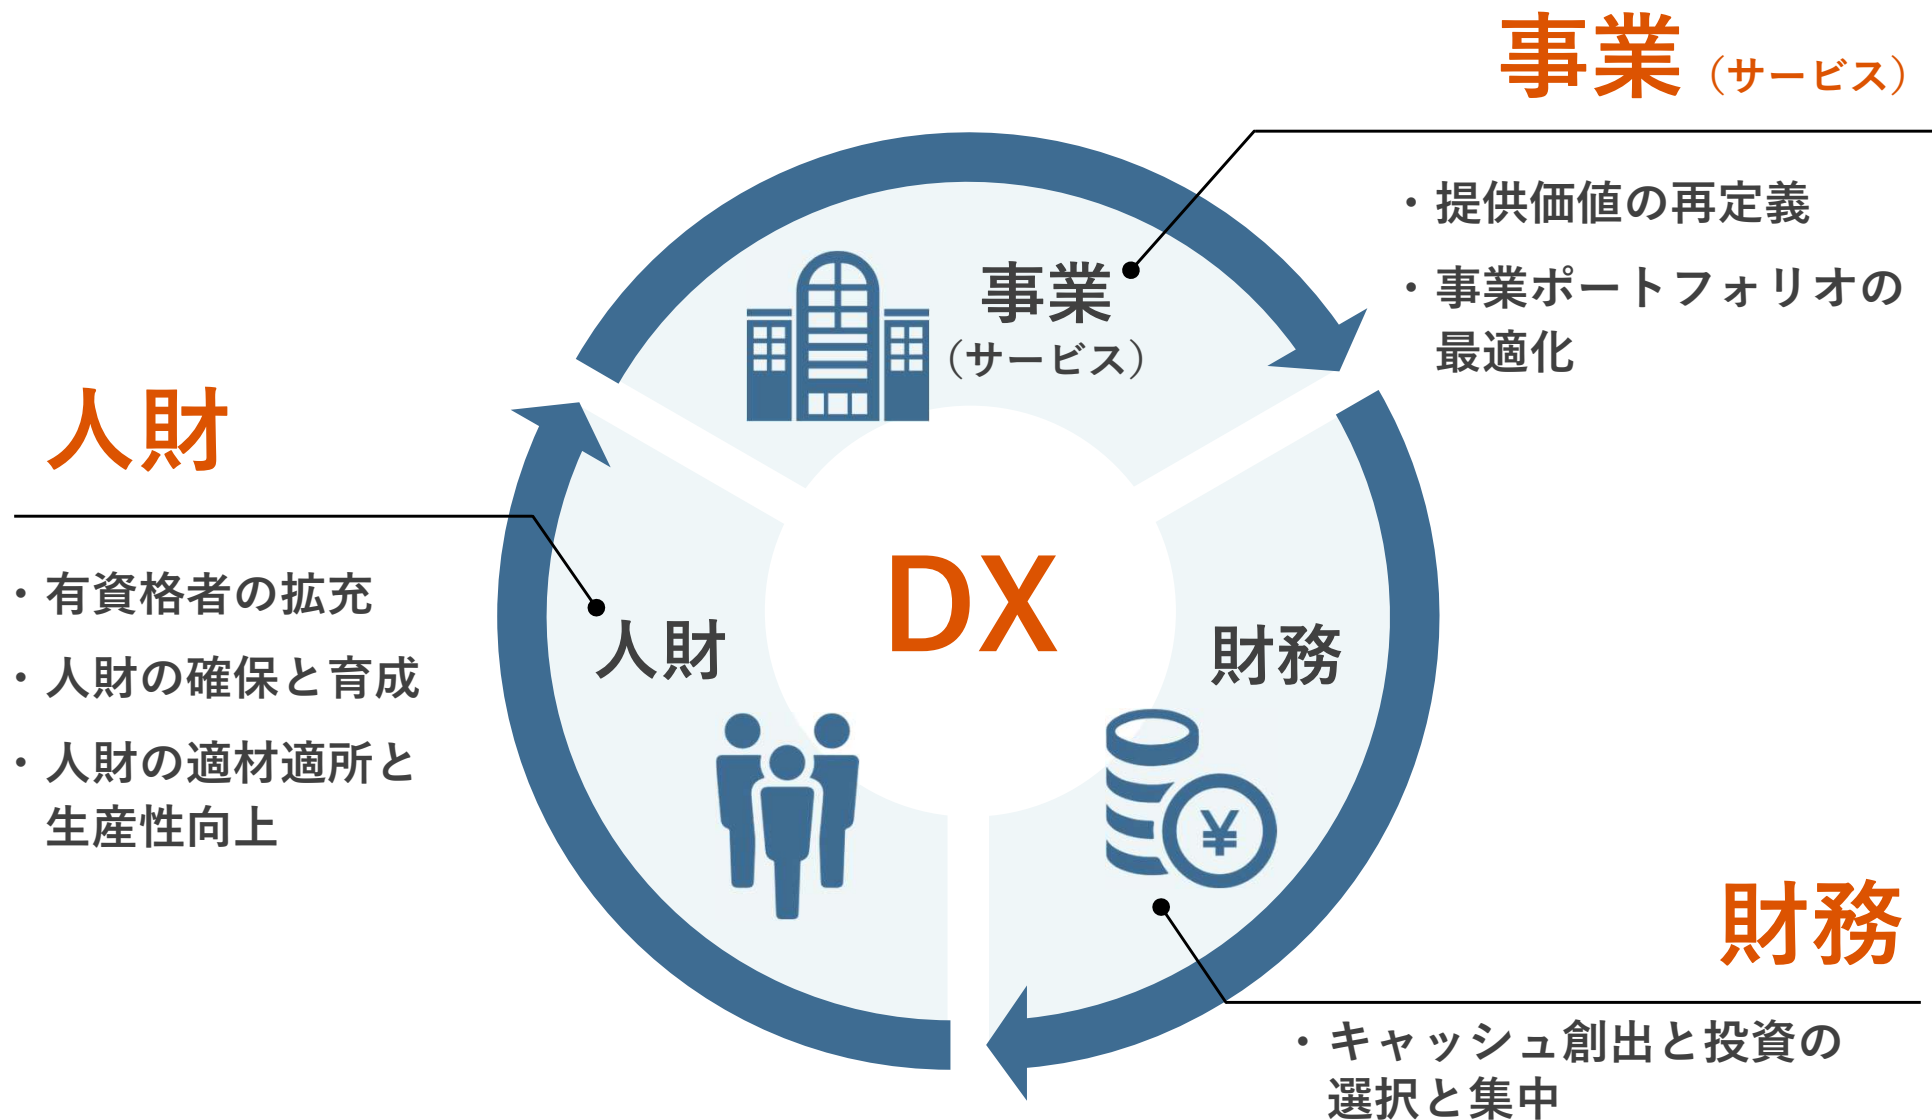 事業（サービス）
・提供価値の再定義
・事業ポートフォリオの
最適化
事業
（サービス）
人財
・有資格者の拡充
・人財の確保と育成
・人財の適材適所と
生産性向上
DX
人財
財務
¥
財務
・キャッシュ創出と投資の
選択と集中